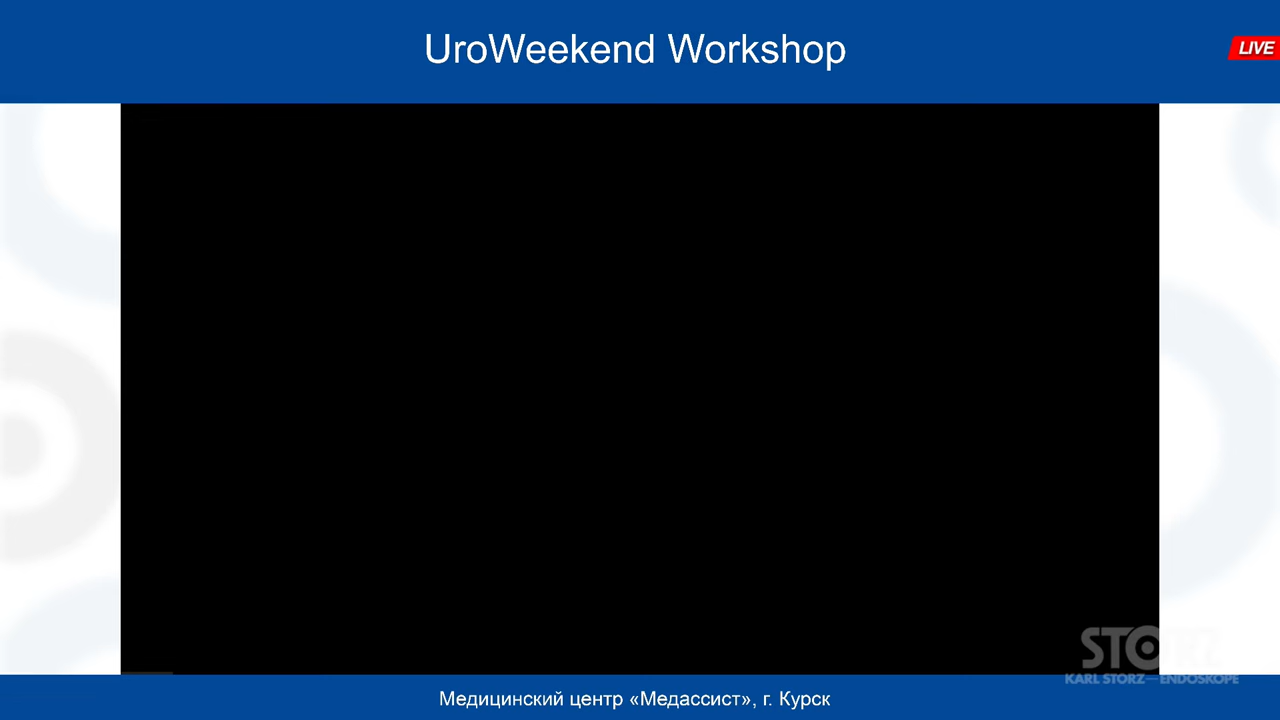 UroWeekend Workshop
LIVE
STORZ
KARL STORZ—ENDOSKOPE
Медицинский центр «Медассист», г. Курск